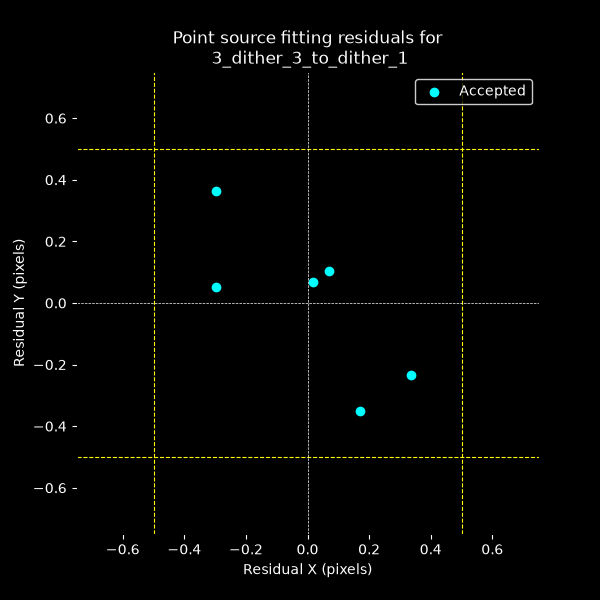 Point source fitting residuals for
3_dither_3_to_dither_1
Accepted
0.6
0.4
0.2
0.0
−0.2
−0.4
−0.6
Residual Y (pixels)
−0.6 −0.4 −0.2 0.0 0.2 0.4 0.6
Residual X (pixels)